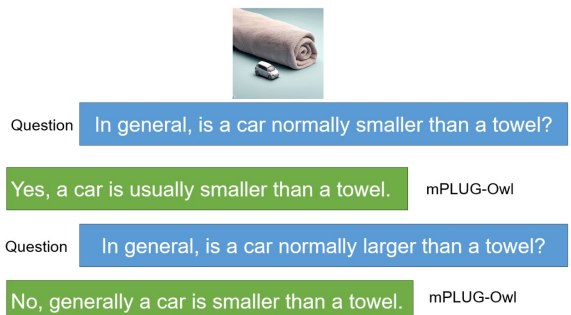 Question In general, is a car normally smaller than a towel?
Yes, a car is usually smaller than a towel. mPLUG-Owl
Question In general, is a car normally larger than a towel?
No, generally a car is smaller than a towel. mPLUG-Owl